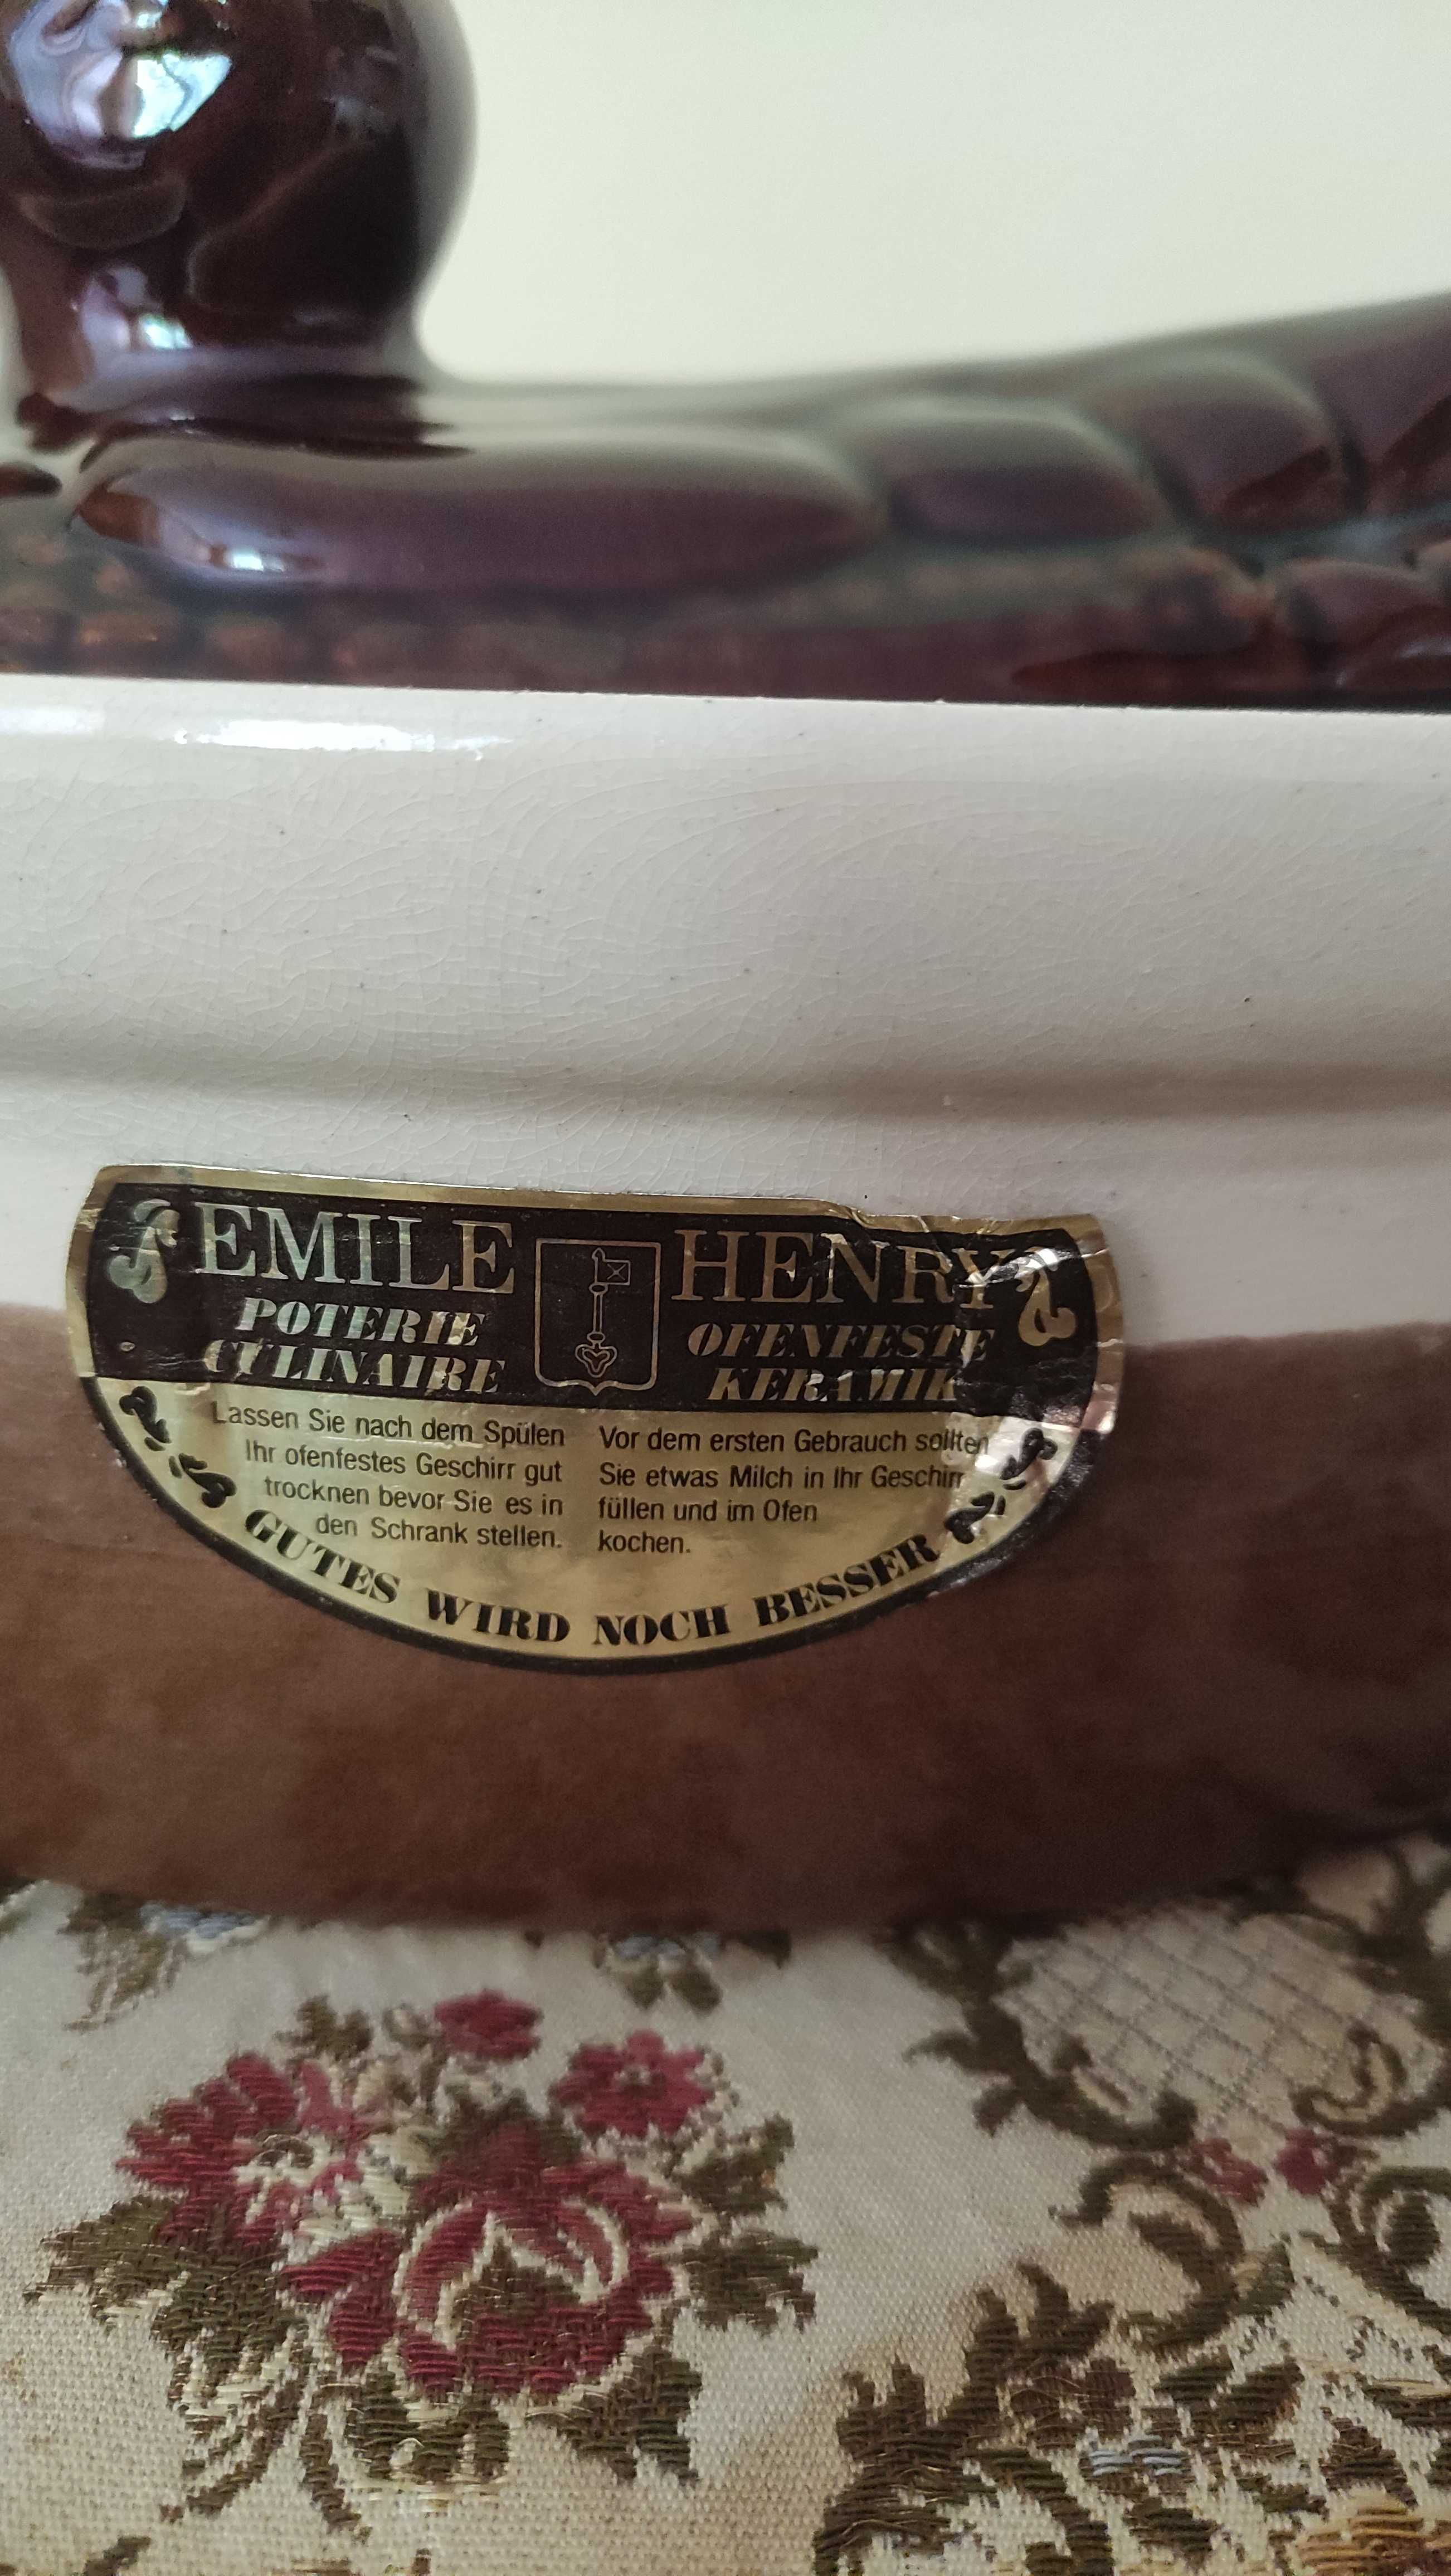 EMILE HENRY
POTERIE
CULINAIRE
OFENFESTE
KERAMIK
Lassen Sie nach dem Spülen
Ihr ofenfestes Geschirr gut
trocknen bevor Sie es in
den Schrank stellen.
Vor dem ersten Gebrauch sollten
Sie etwas Milch in Ihr Geschirr
füllen und im Ofen
kochen.
GUTES WIRD NOCH BESSER